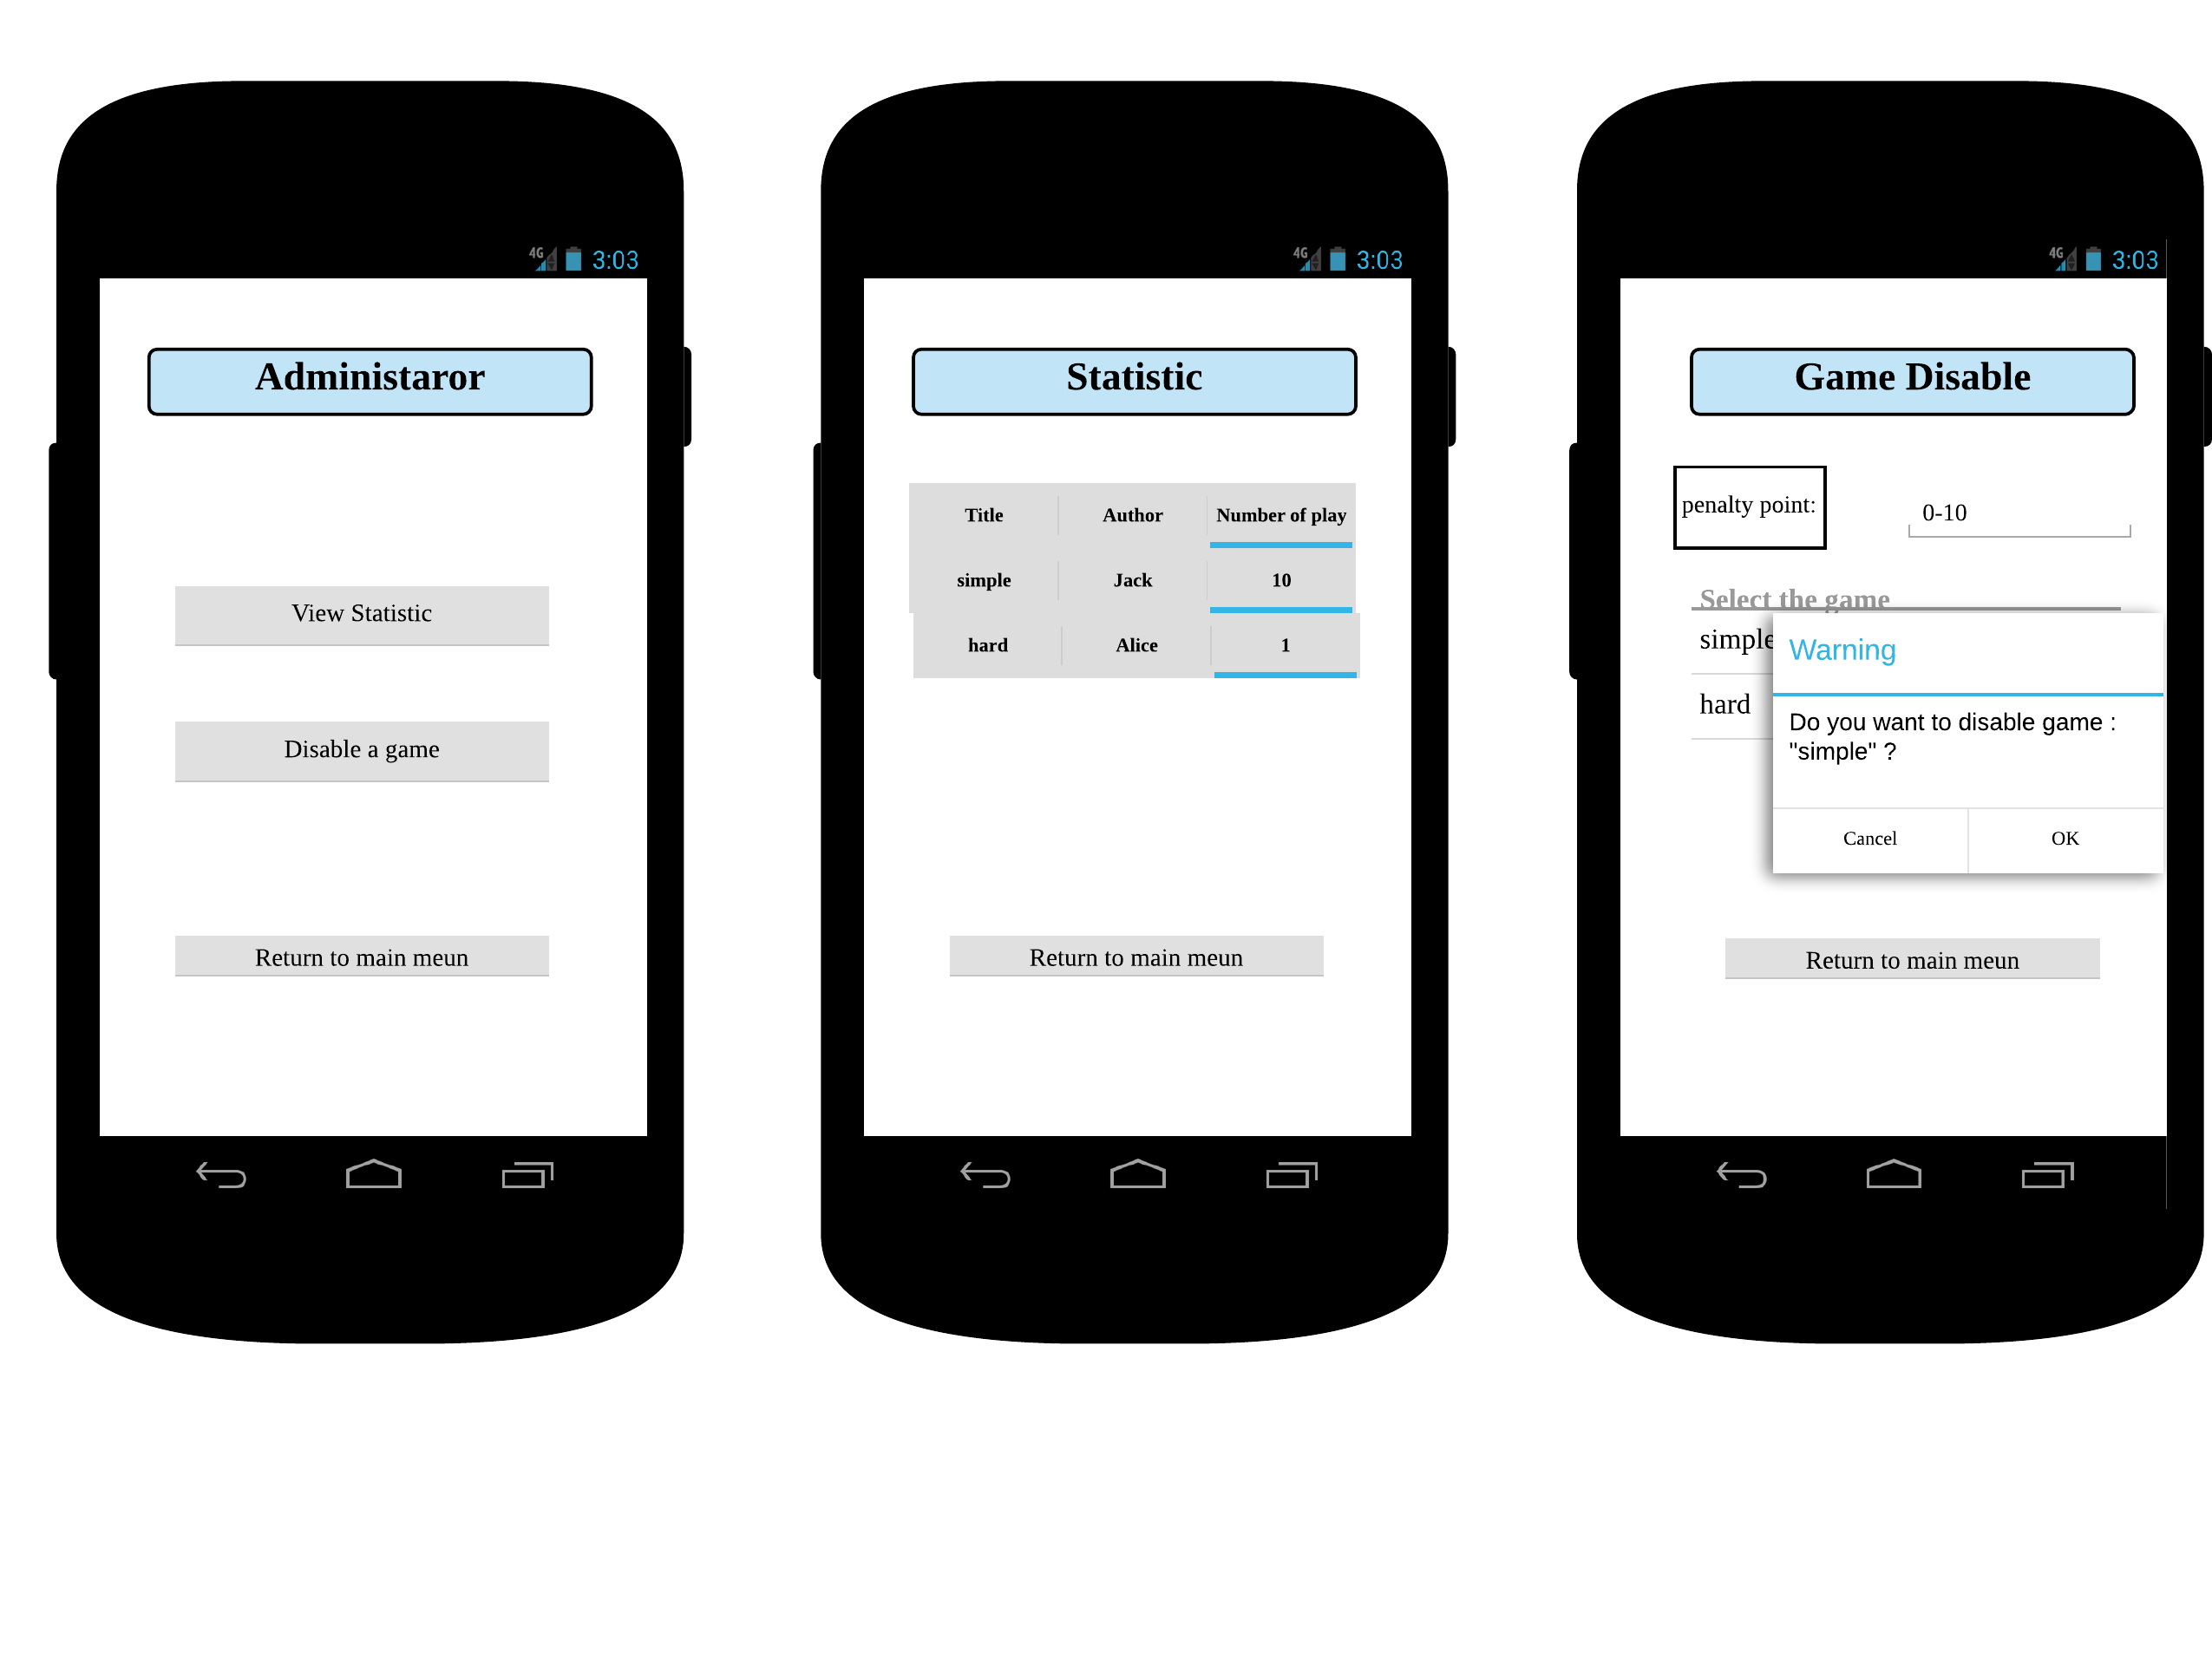 4G 3:03
Administaror
View Statistic
Disable a game
Return to main meun
4G 3:03
Statistic
Title Author Number of play
simple Jack 10
hard Alice 1
Return to main meun
4G 3:03
Game Disable
penalty point: 0-10
Select the game
simple
hard
Warning
Do you want to disable game :
"simple" ?
Cancel OK
Return to main meun